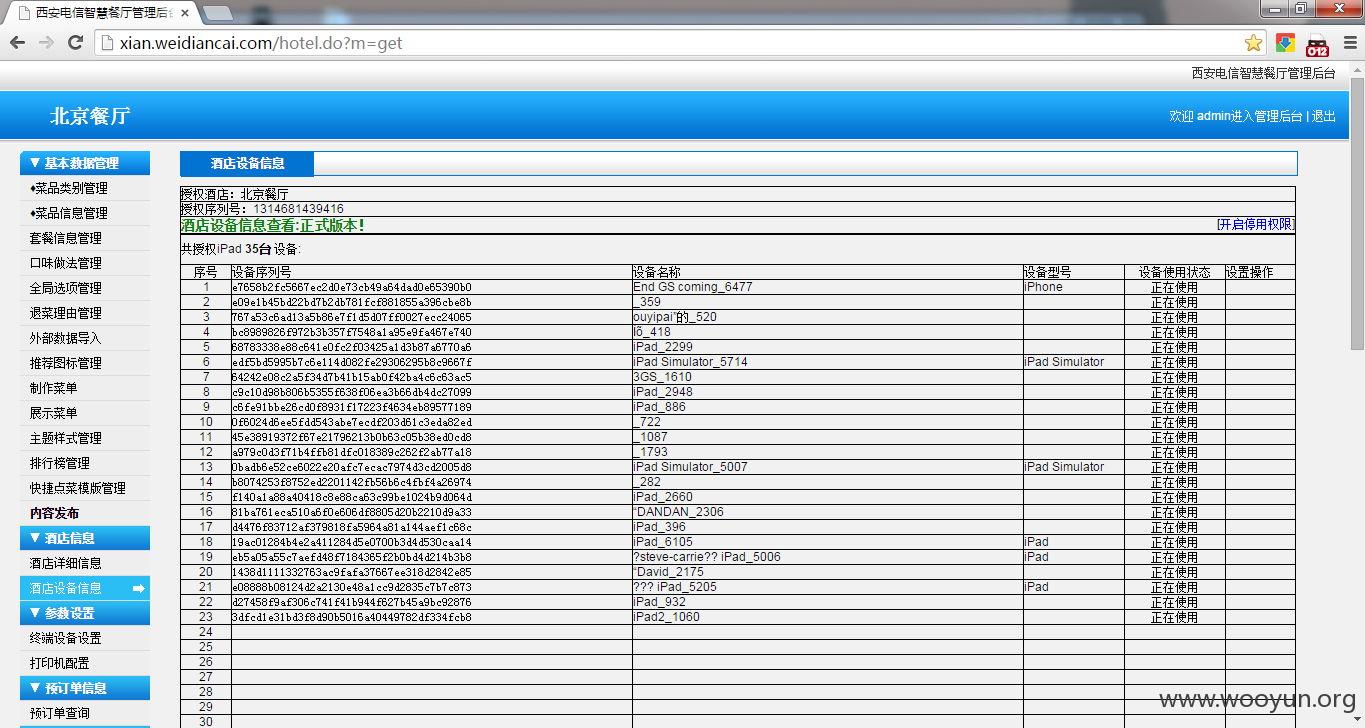 西安电信智慧餐厅管理后台
xian.weidiancai.com/hotel.do?m=get
012
西安电信智慧餐厅管理后台
北京餐厅
欢迎 admin进入管理后台 | 退出
▼ 基本数据管理
♦菜品类别管理
♦菜品信息管理
套餐信息管理
口味做法管理
全局选项管理
退菜理由管理
外部数据导入
推荐图标管理
制作菜单
展示菜单
主题样式管理
排行榜管理
快捷点菜模版管理
内容发布
▼ 酒店信息
酒店详细信息
酒店设备信息
▼ 参数设置
终端设备设置
打印机配置
▼ 预订单信息
预订单查询
酒店设备信息
授权酒店：北京餐厅
授权序列号：1314681439416
酒店设备信息查看:正式版本!
[开启停用权限]
共授权iPad 35台 设备:
序号 设备序列号 设备名称 设备型号 设备使用状态 设置操作
1 e7658b2fc5667ec2d0e73cb49a64dad0e65390b0 End GS coming_6477 iPhone 正在使用
2 e09e1b45bd22bd7b2db781fcf881855a396cbe8b _359 正在使用
3 767a53c6ad13a5b86e7f1d5d07ff0027ecc24065 ouyipai"的_520 正在使用
4 bc8989826f972b3b357f7548a1a95e9fa467e740 lõ_418 正在使用
5 68783338e88c641e0fc2f03425a1d3b87a6770a6 iPad_2299 正在使用
6 edf5bd5995b7c6e114d082fe29306295b8c9667f iPad Simulator_5714 iPad Simulator 正在使用
7 64242e08c2a5f34d7b41b15ab0f42ba4c6c63ac5 3GS_1610 正在使用
8 c9c10d98b806b5355f638f06ea3b66db4dc27099 iPad_2948 正在使用
9 c6fe91bbe26cd0f8931f17223f4634eb89577189 iPad_886 正在使用
10 0f6024d6ee5fdd543abe7ecdf203d61c3eda82ed _722 正在使用
11 45e38919372f67e21796213b0b63c05b38ed0cd8 _1087 正在使用
12 a979c0d3f71b4ffb81dfc018389c262f2ab77a18 _1793 正在使用
13 0badb6e52ce6022e20afc7ecac7974d3cd2005d8 iPad Simulator_5007 iPad Simulator 正在使用
14 b8074253f8752ed2201142fb56b6c4fbf4a26974 _282 正在使用
15 f140a1a88a40418c8e88ca63c99be1024b9d064d iPad_2660 正在使用
16 81ba761eca510a6f0e606df8805d20b2210d9a33 “DANDAN_2306 正在使用
17 d4476f83712af379818fa5964a81a144aef1c68c iPad_396 正在使用
18 19ac01284b4e2a411284d5e0700b3d4d530caa14 iPad_6105 iPad 正在使用
19 eb5a05a55c7aefd48f7184365f2b0bd4d214b3b8 ?steve-carrie?? iPad_5006 iPad 正在使用
20 1438d1111332763ac9fafa37667ee318d2842e85 “David_2175 正在使用
21 e08888b08124d2a2130e48a1cc9d2835c7b7c873 ??? iPad_5205 iPad 正在使用
22 d27458f9af306c741f41b944f627b45a9bc92876 iPad_932 正在使用
23 3dfcd1e31bd3f8d90b5016a40449782df334fcb8 iPad2_1060 正在使用
24
25
26
27
28
29
30
www.wooyun.org